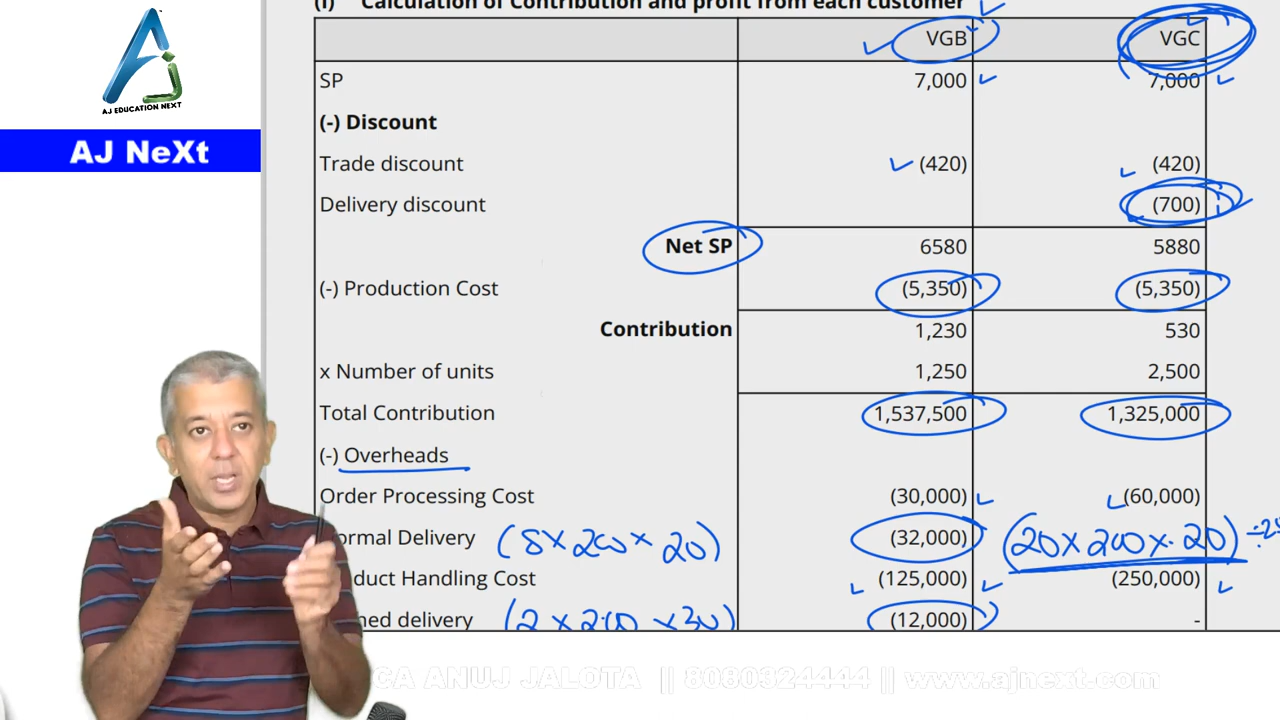 (i) Calculation of Contribution and profit from each customer
AJ EDUCATION NEXT
AJ NeXt
VGB VGC
SP 7,000 7,000
(-) Discount
Trade discount (420) (420)
Delivery discount (700)
Net SP 6580 5880
(-) Production Cost (5,350) (5,350)
Contribution 1,230 530
x Number of units 1,250 2,500
Total Contribution 1,537,500 1,325,000
(-) Overheads
Order Processing Cost (30,000) (60,000)
ormal Delivery (8 x 200 x 20) (32,000) (20 x 200 x 20)
duct Handling Cost (125,000) (250,000)
hed delivery (2 x 200 x 30) (12,000) -
CA ANUJ JALOTA || 8080324444 || www.ajnext.com